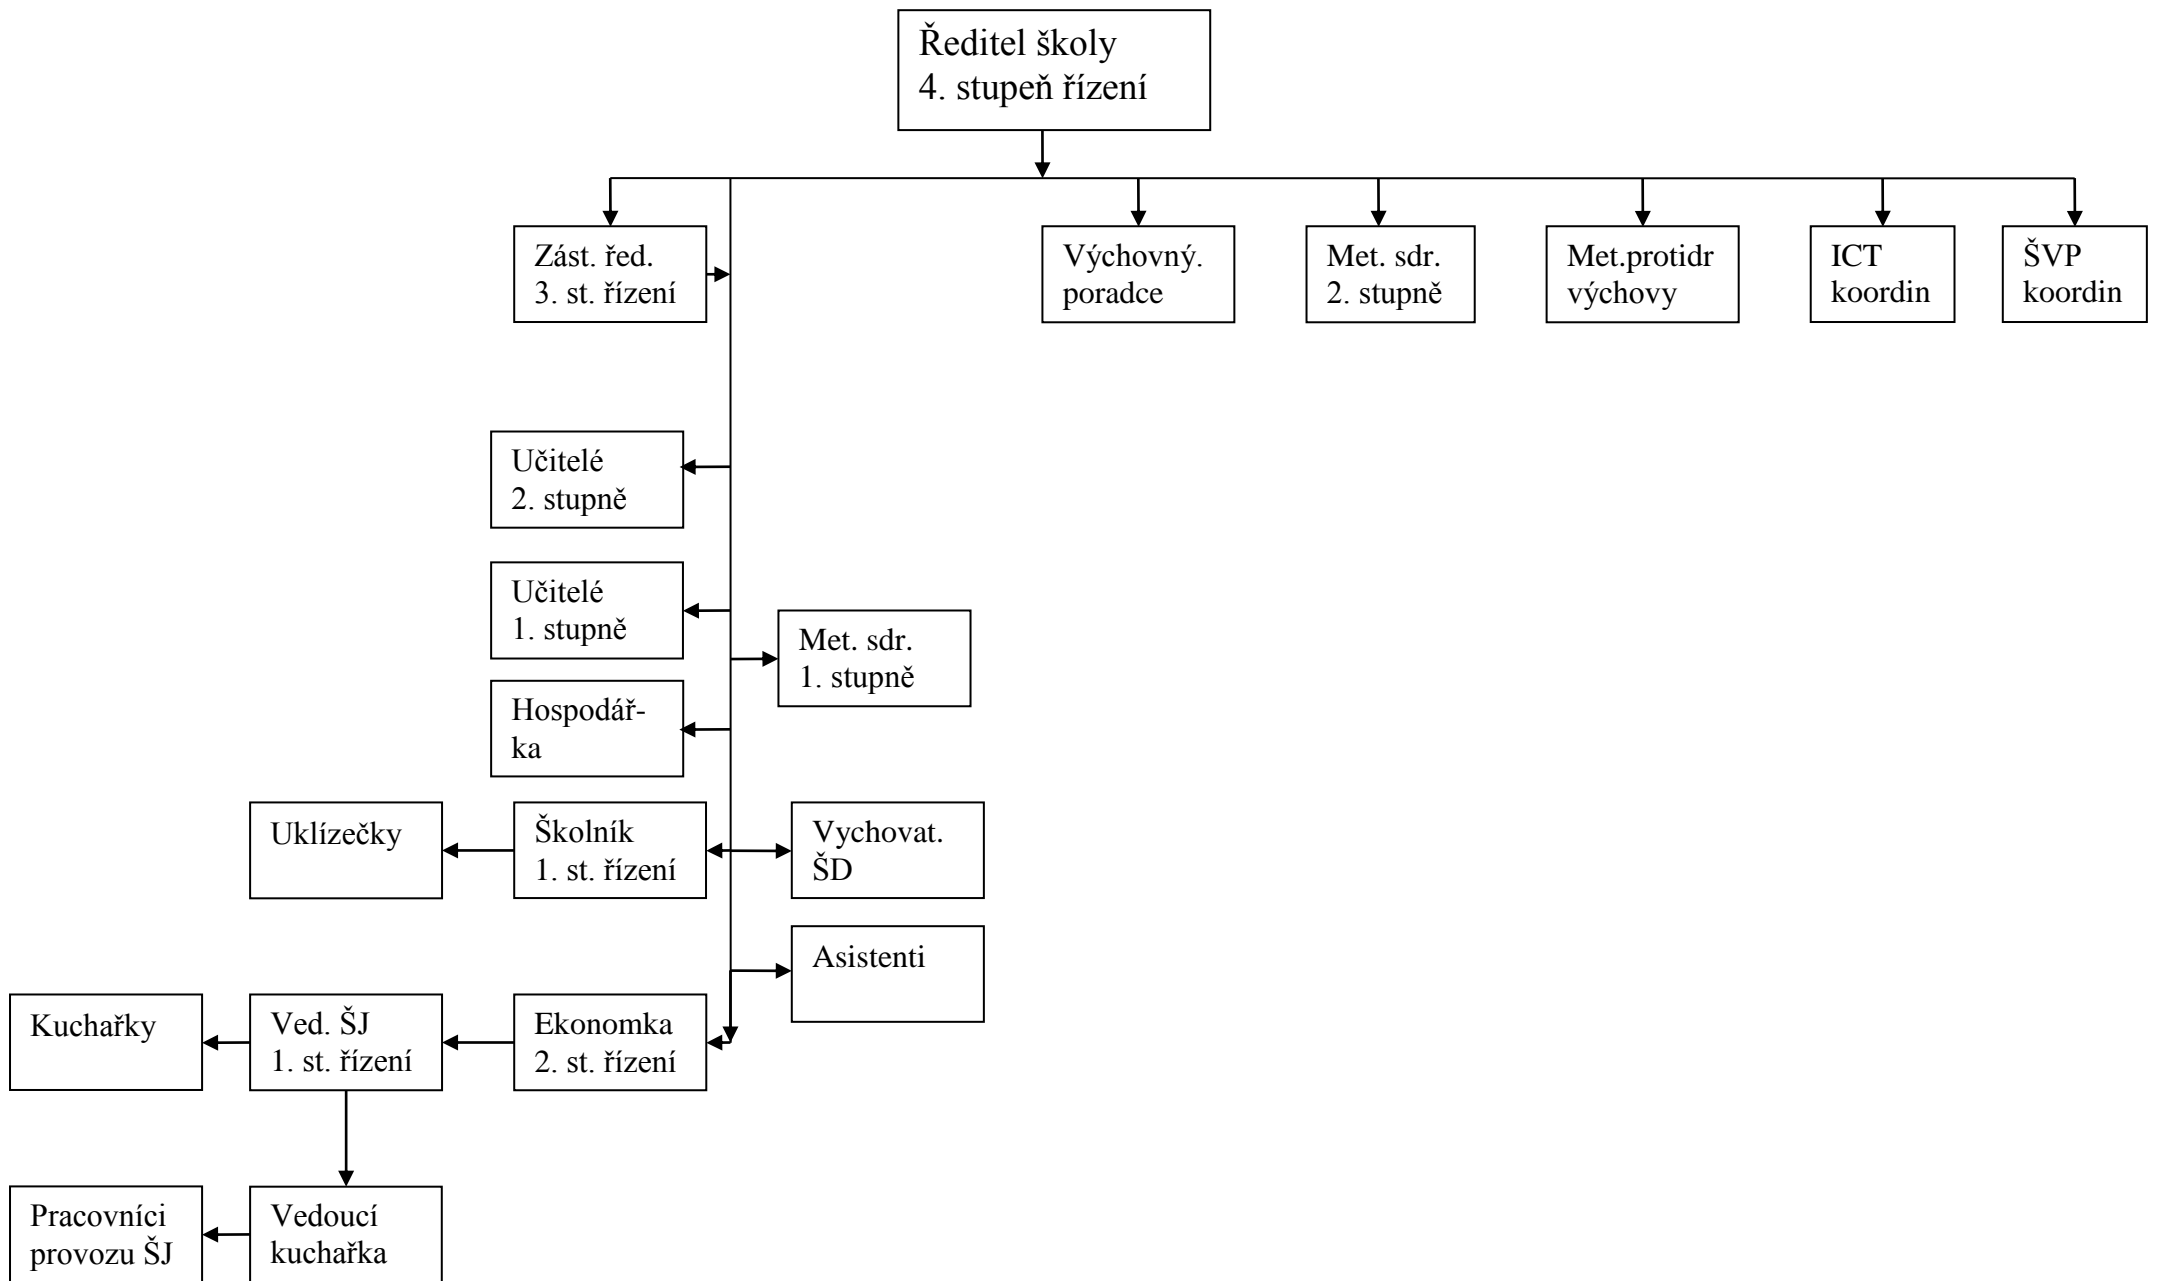 Ředitel školy
4. stupeň řízení
Zást. řed.
3. st. řízení
Výchovný.
poradce
Met. sdr.
2. stupně
Met.protidr
výchovy
ICT
koordin
ŠVP
koordin
Učitelé
2. stupně
Učitelé
1. stupně
Met. sdr.
1. stupně
Hospodář-
ka
Uklízečky
Školník
1. st. řízení
Vychovat.
ŠD
Asistenti
Kuchařky
Ved. ŠJ
1. st. řízení
Ekonomka
2. st. řízení
Pracovníci
provozu ŠJ
Vedoucí
kuchařka